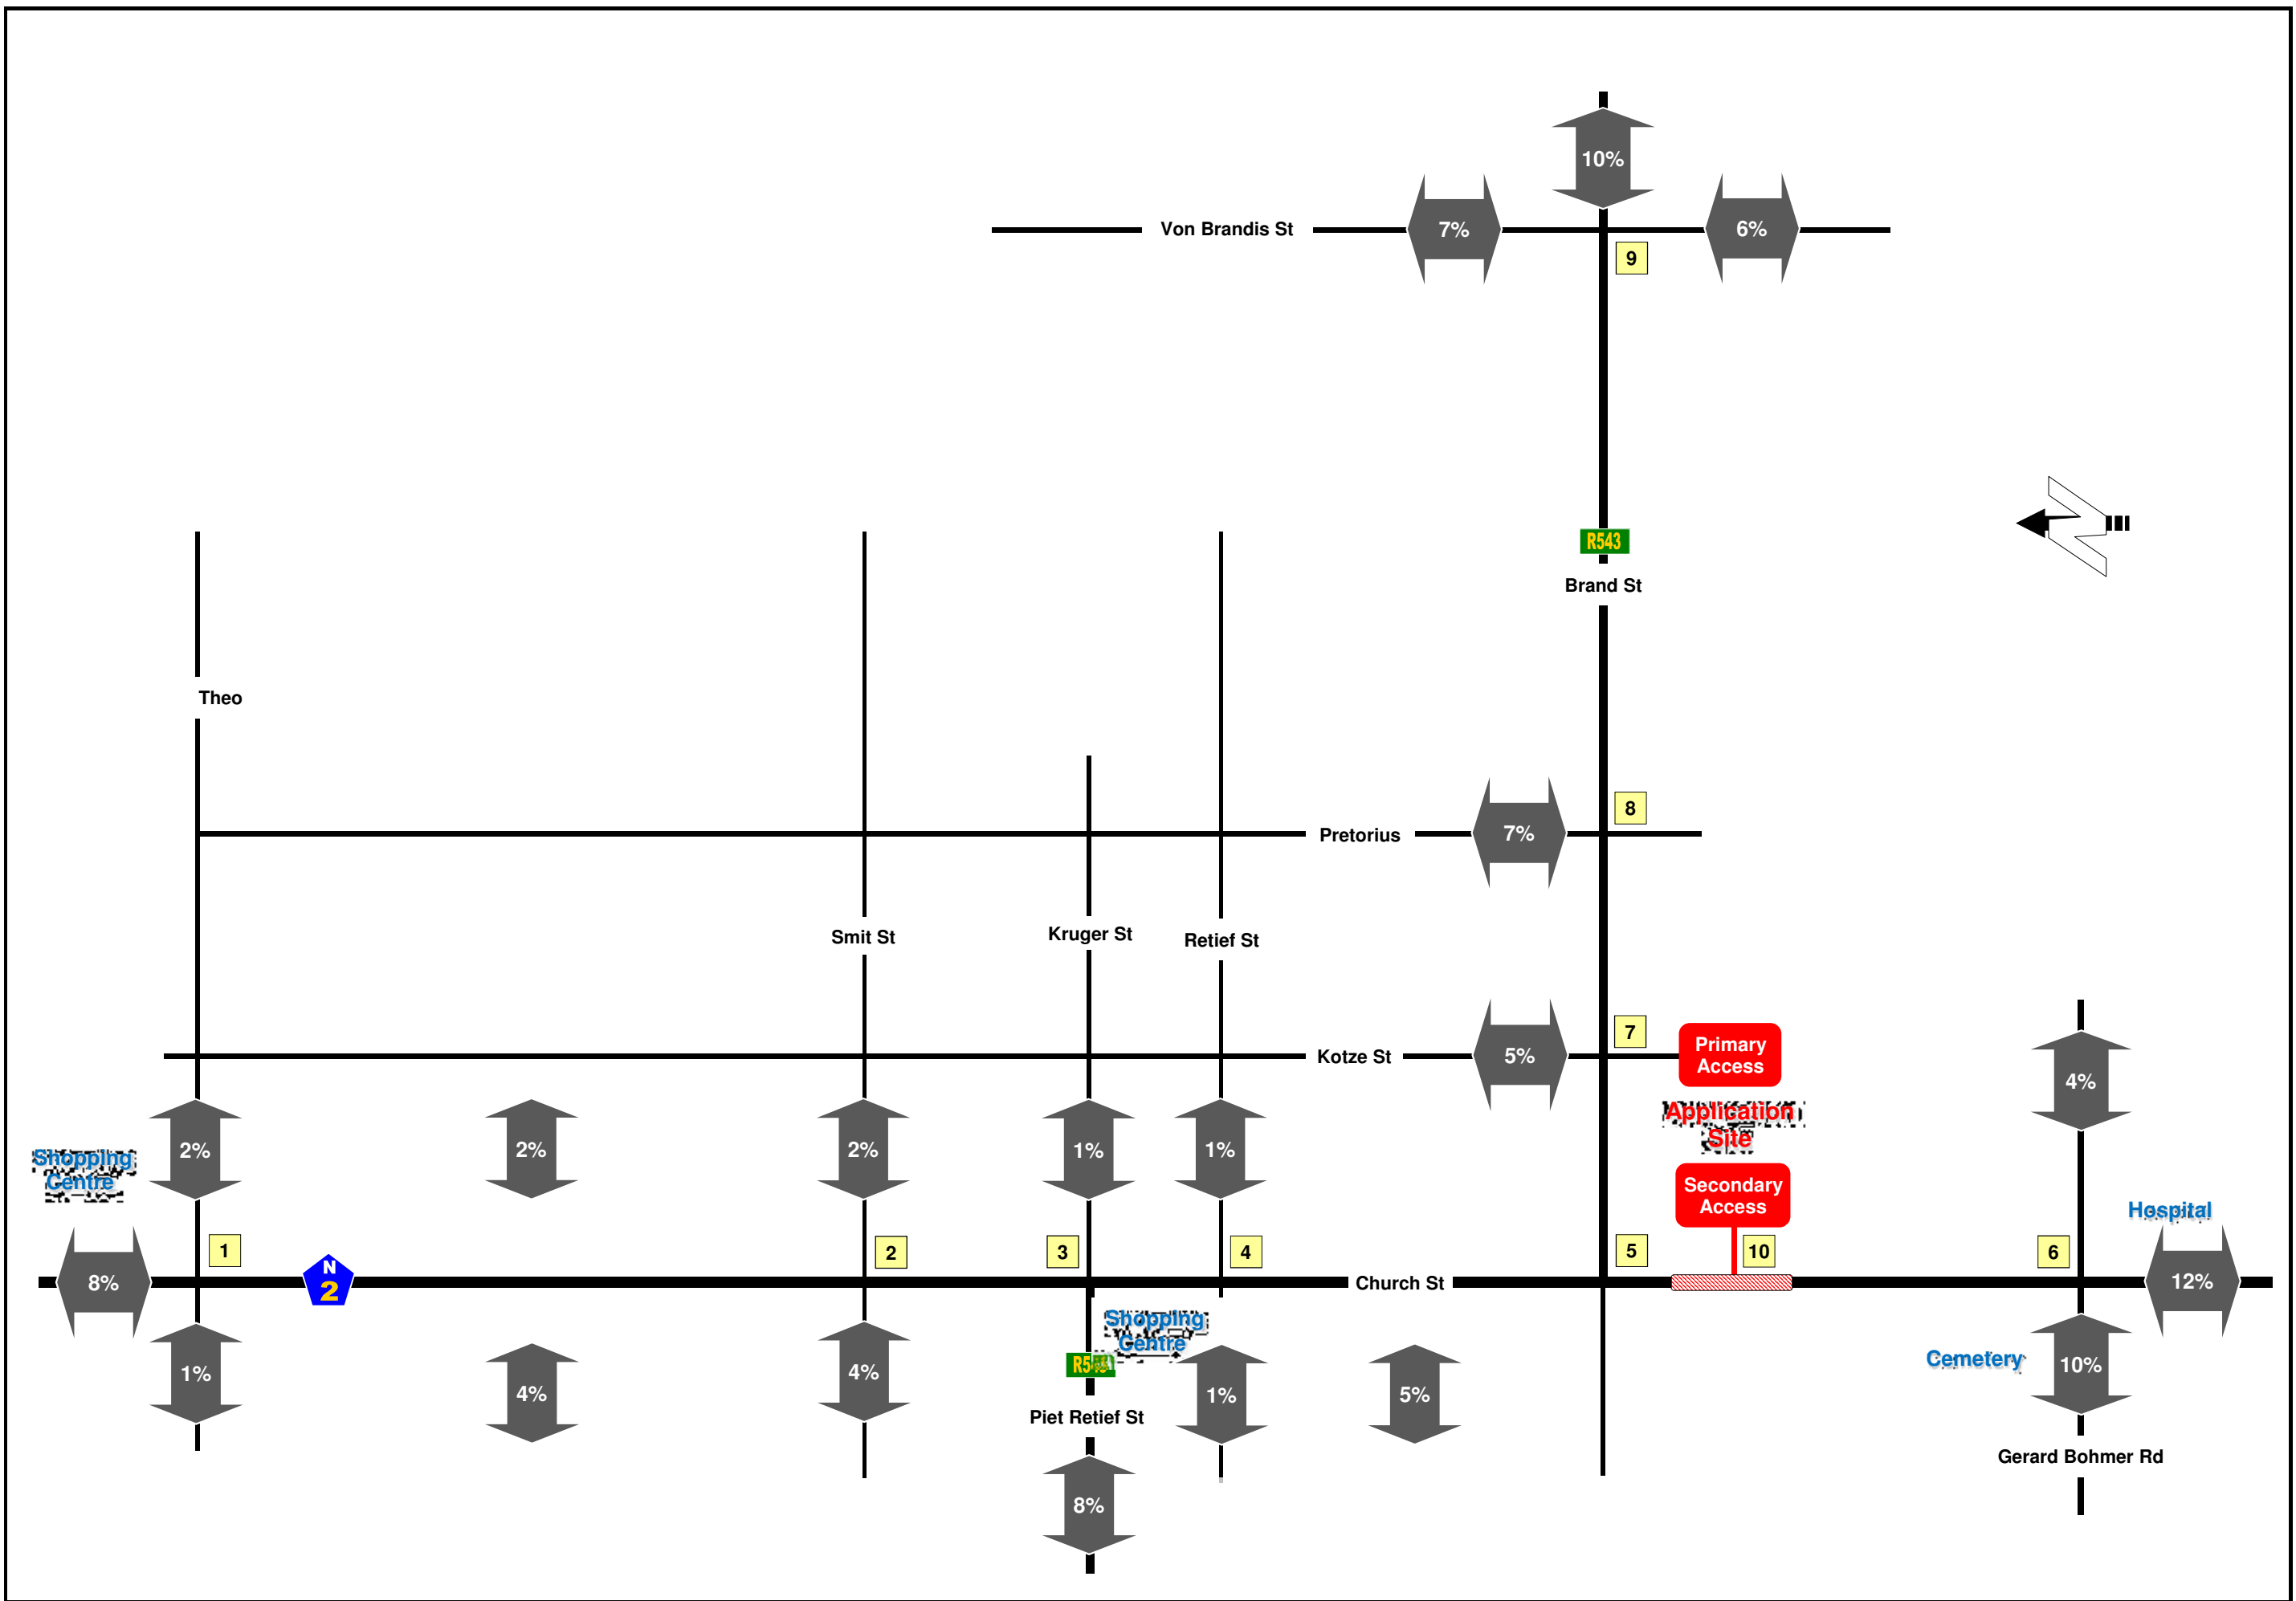 10%
Von Brandis St
7%
6%
9
R543
Brand St
Theo
8
Pretorius
7%
Smit St
Kruger St
Retief St
7
Kotze St
5%
Primary
Access
4%
Application
Site
2%
2%
2%
1%
1%
Shopping
Centre
Secondary
Access
Hospital
1
2
3
4
5
10
6
8%
N
2
Church St
12%
Shopping
Centre
1%
4%
4%
1%
5%
Cemetery
10%
Piet Retief St
Gerard Bohmer Rd
8%